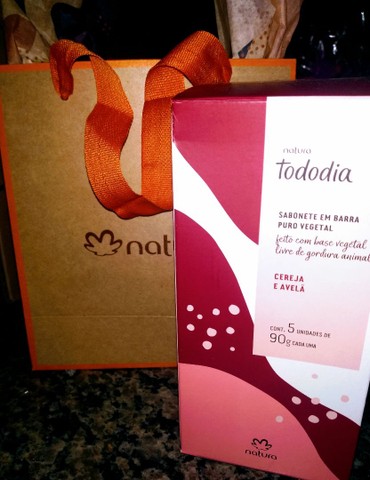 natu
natura
Tododia
SABONETE EM BARRA
PURO VEGETAL
feito com base vegetal
livre de gordura animal
CEREJA
E AVELÃ
CONT. 5 UNIDADES DE
90g CADA UMA
natura